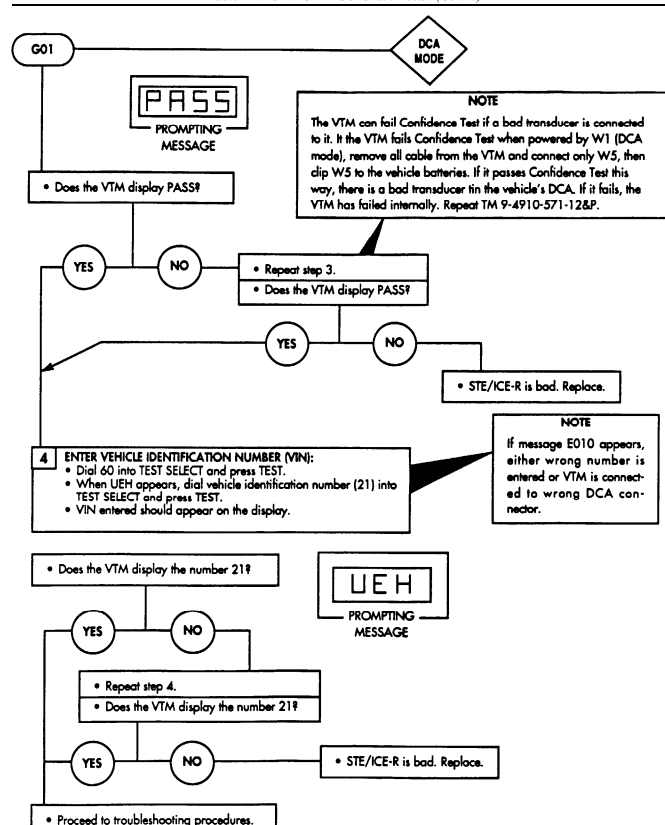 G01
DCA
MODE
PASS
PROMPTING
MESSAGE
NOTE
The VTM can fail Confidence Test if a bad transducer is connected
to it. It the VTM fails Confidence Test when powered by W1 (DCA
mode), remove all cable from the VTM and connect only W5, then
clip W5 to the vehicle batteries. If it passes Confidence Test this
way, there is a bad transducer tin the vehicle's DCA. If it fails, the
VTM has failed internally. Repeat TM 9-4910-571-12&P.
• Does the VTM display PASS?
YES
NO
• Repeat step 3.
• Does the VTM display PASS?
YES
NO
• STE/ICE-R is bad. Replace.
4 ENTER VEHICLE IDENTIFICATION NUMBER (VIN):
• Dial 60 into TEST SELECT and press TEST.
• When UEH appears, dial vehicle identification number (21) into
TEST SELECT and press TEST.
• VIN entered should appear on the display.
NOTE
If message E010 appears,
either wrong number is
entered or VTM is connect-
ed to wrong DCA con-
nector.
• Does the VTM display the number 21?
UEH
PROMPTING
MESSAGE
YES
NO
• Repeat step 4.
• Does the VTM display the number 21?
YES
NO
• STE/ICE-R is bad. Replace.
• Proceed to troubleshooting procedures.